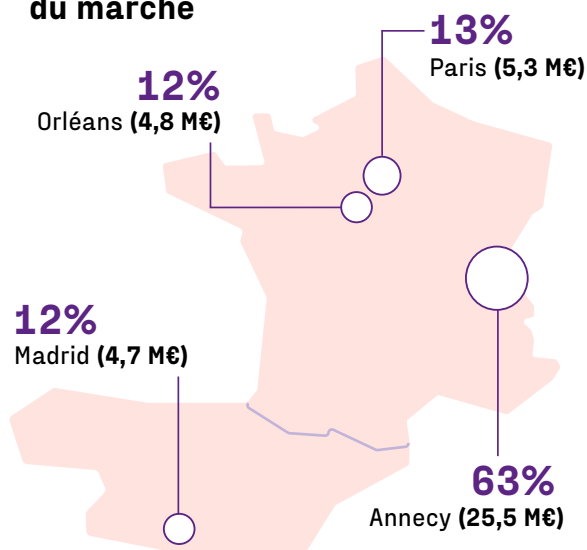 du marché
13%
Paris (5,3 M€)
12%
Orléans (4,8 M€)
12%
Madrid (4,7 M€)
63%
Annecy (25,5 M€)